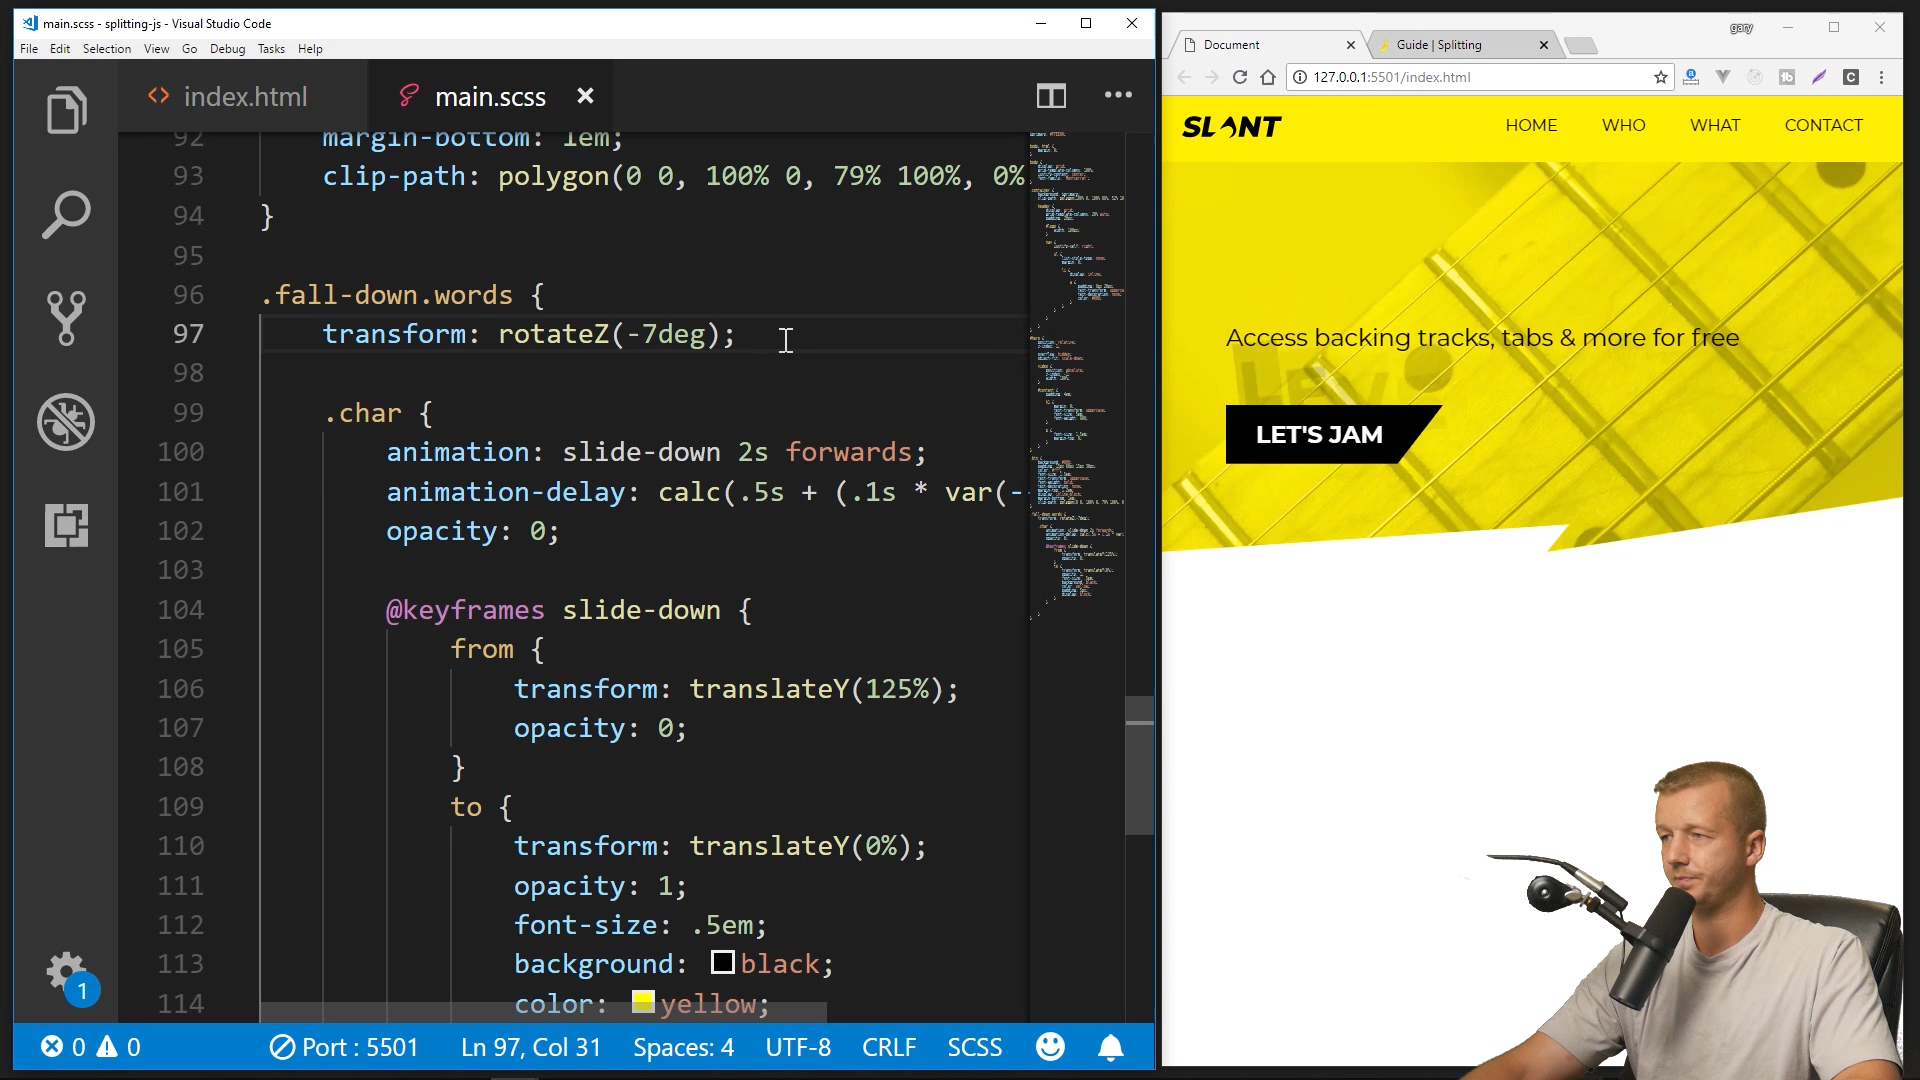 main.scss - splitting-js - Visual Studio Code
File Edit Selection View Go Debug Tasks Help
index.html
main.scss
92 margin-bottom: 1em;
93 clip-path: polygon(0 0, 100% 0, 79% 100%, 0%
94 }
95
96 .fall-down.words {
97 transform: rotateZ(-7deg);
98
99 .char {
100 animation: slide-down 2s forwards;
101 animation-delay: calc(.5s + (.1s * var(-
102 opacity: 0;
103
104 @keyframes slide-down {
105 from {
106 transform: translateY(125%);
107 opacity: 0;
108 }
109 to {
110 transform: translateY(0%);
111 opacity: 1;
112 font-size: .5em;
113 background: black;
114 color: yellow;
1
0 0 Port : 5501 Ln 97, Col 31 Spaces: 4 UTF-8 CRLF SCSS
gary
Document
Guide | Splitting
127.0.0.1:5501/index.html
SLANT
HOME WHO WHAT CONTACT
Access backing tracks, tabs & more for free
LET'S JAM